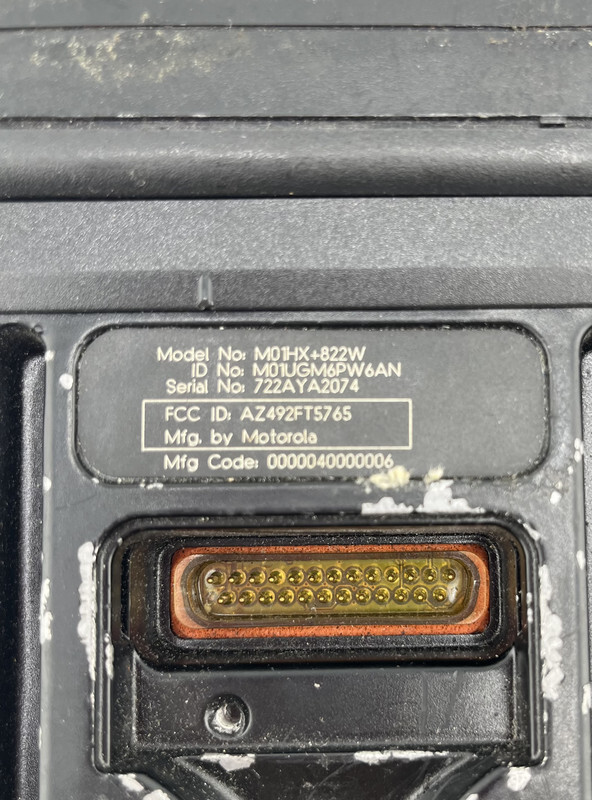 Model No: M01HX+822W
ID No: M01UGM6PW6AN
Serial No: 722AYA2074
FCC ID: AZ492FT5765
Mfg. by Motorola
Mfg Code: 0000040000006